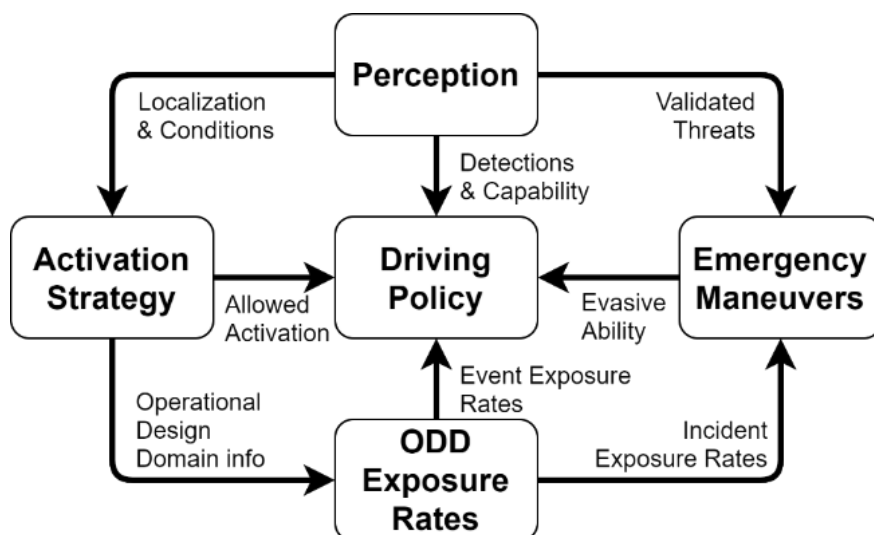 Perception
Localization
& Conditions
Validated
Threats
Detections
& Capability
Activation
Strategy
Driving
Policy
Emergency
Maneuvers
Allowed
Activation
Evasive
Ability
Operational
Design
Domain info
Event Exposure
Rates
ODD
Exposure
Rates
Incident
Exposure Rates